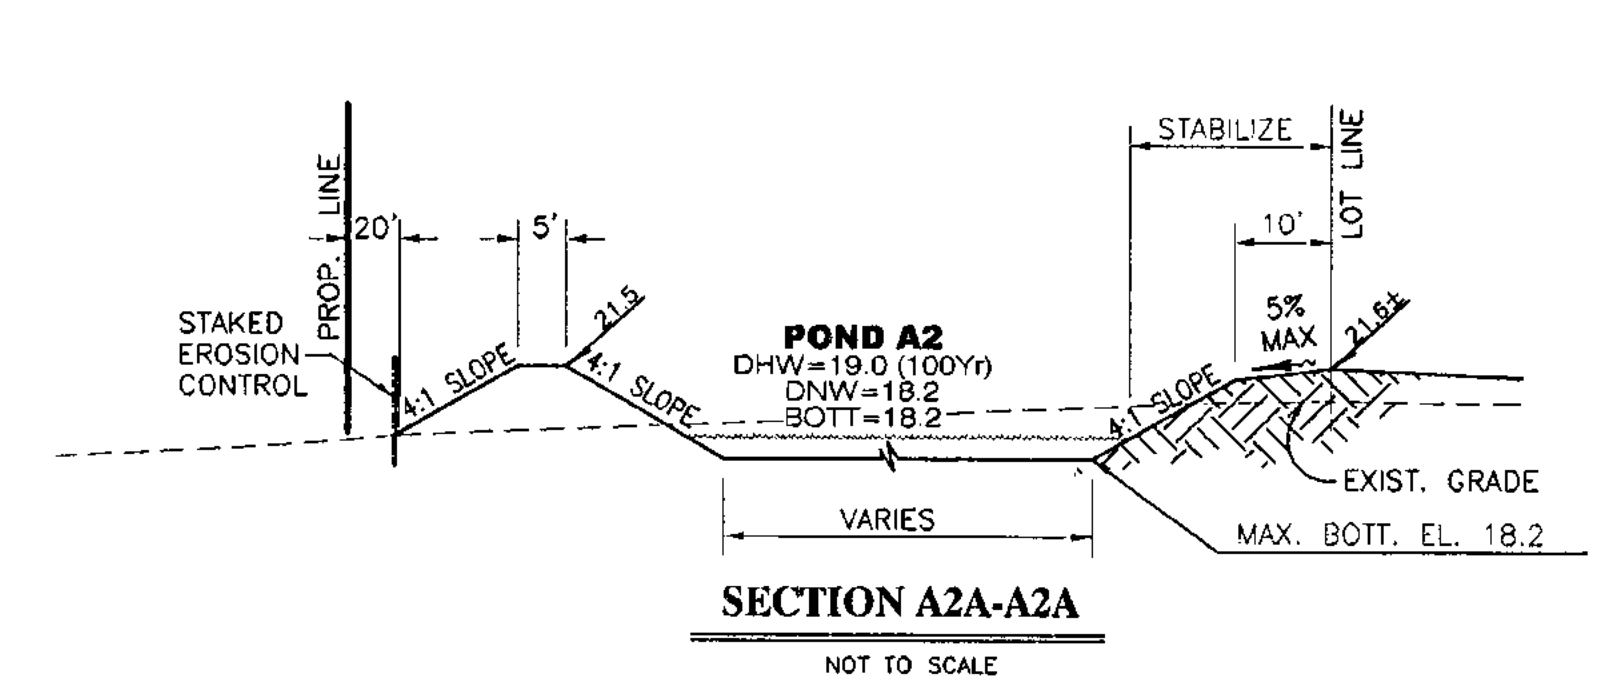 STABILIZE
LOT LINE
PROP. LINE
20'
5'
10'
STAKED
EROSION
CONTROL
4:1 SLOPE
21.5
4:1 SLOPE
POND A2
DHW=19.0 (100Yr)
DNW=18.2
BOTT=18.2
5%
MAX
21.6±
4:1 SLOPE
EXIST. GRADE
VARIES
MAX. BOTT. EL. 18.2
SECTION A2A-A2A
NOT TO SCALE